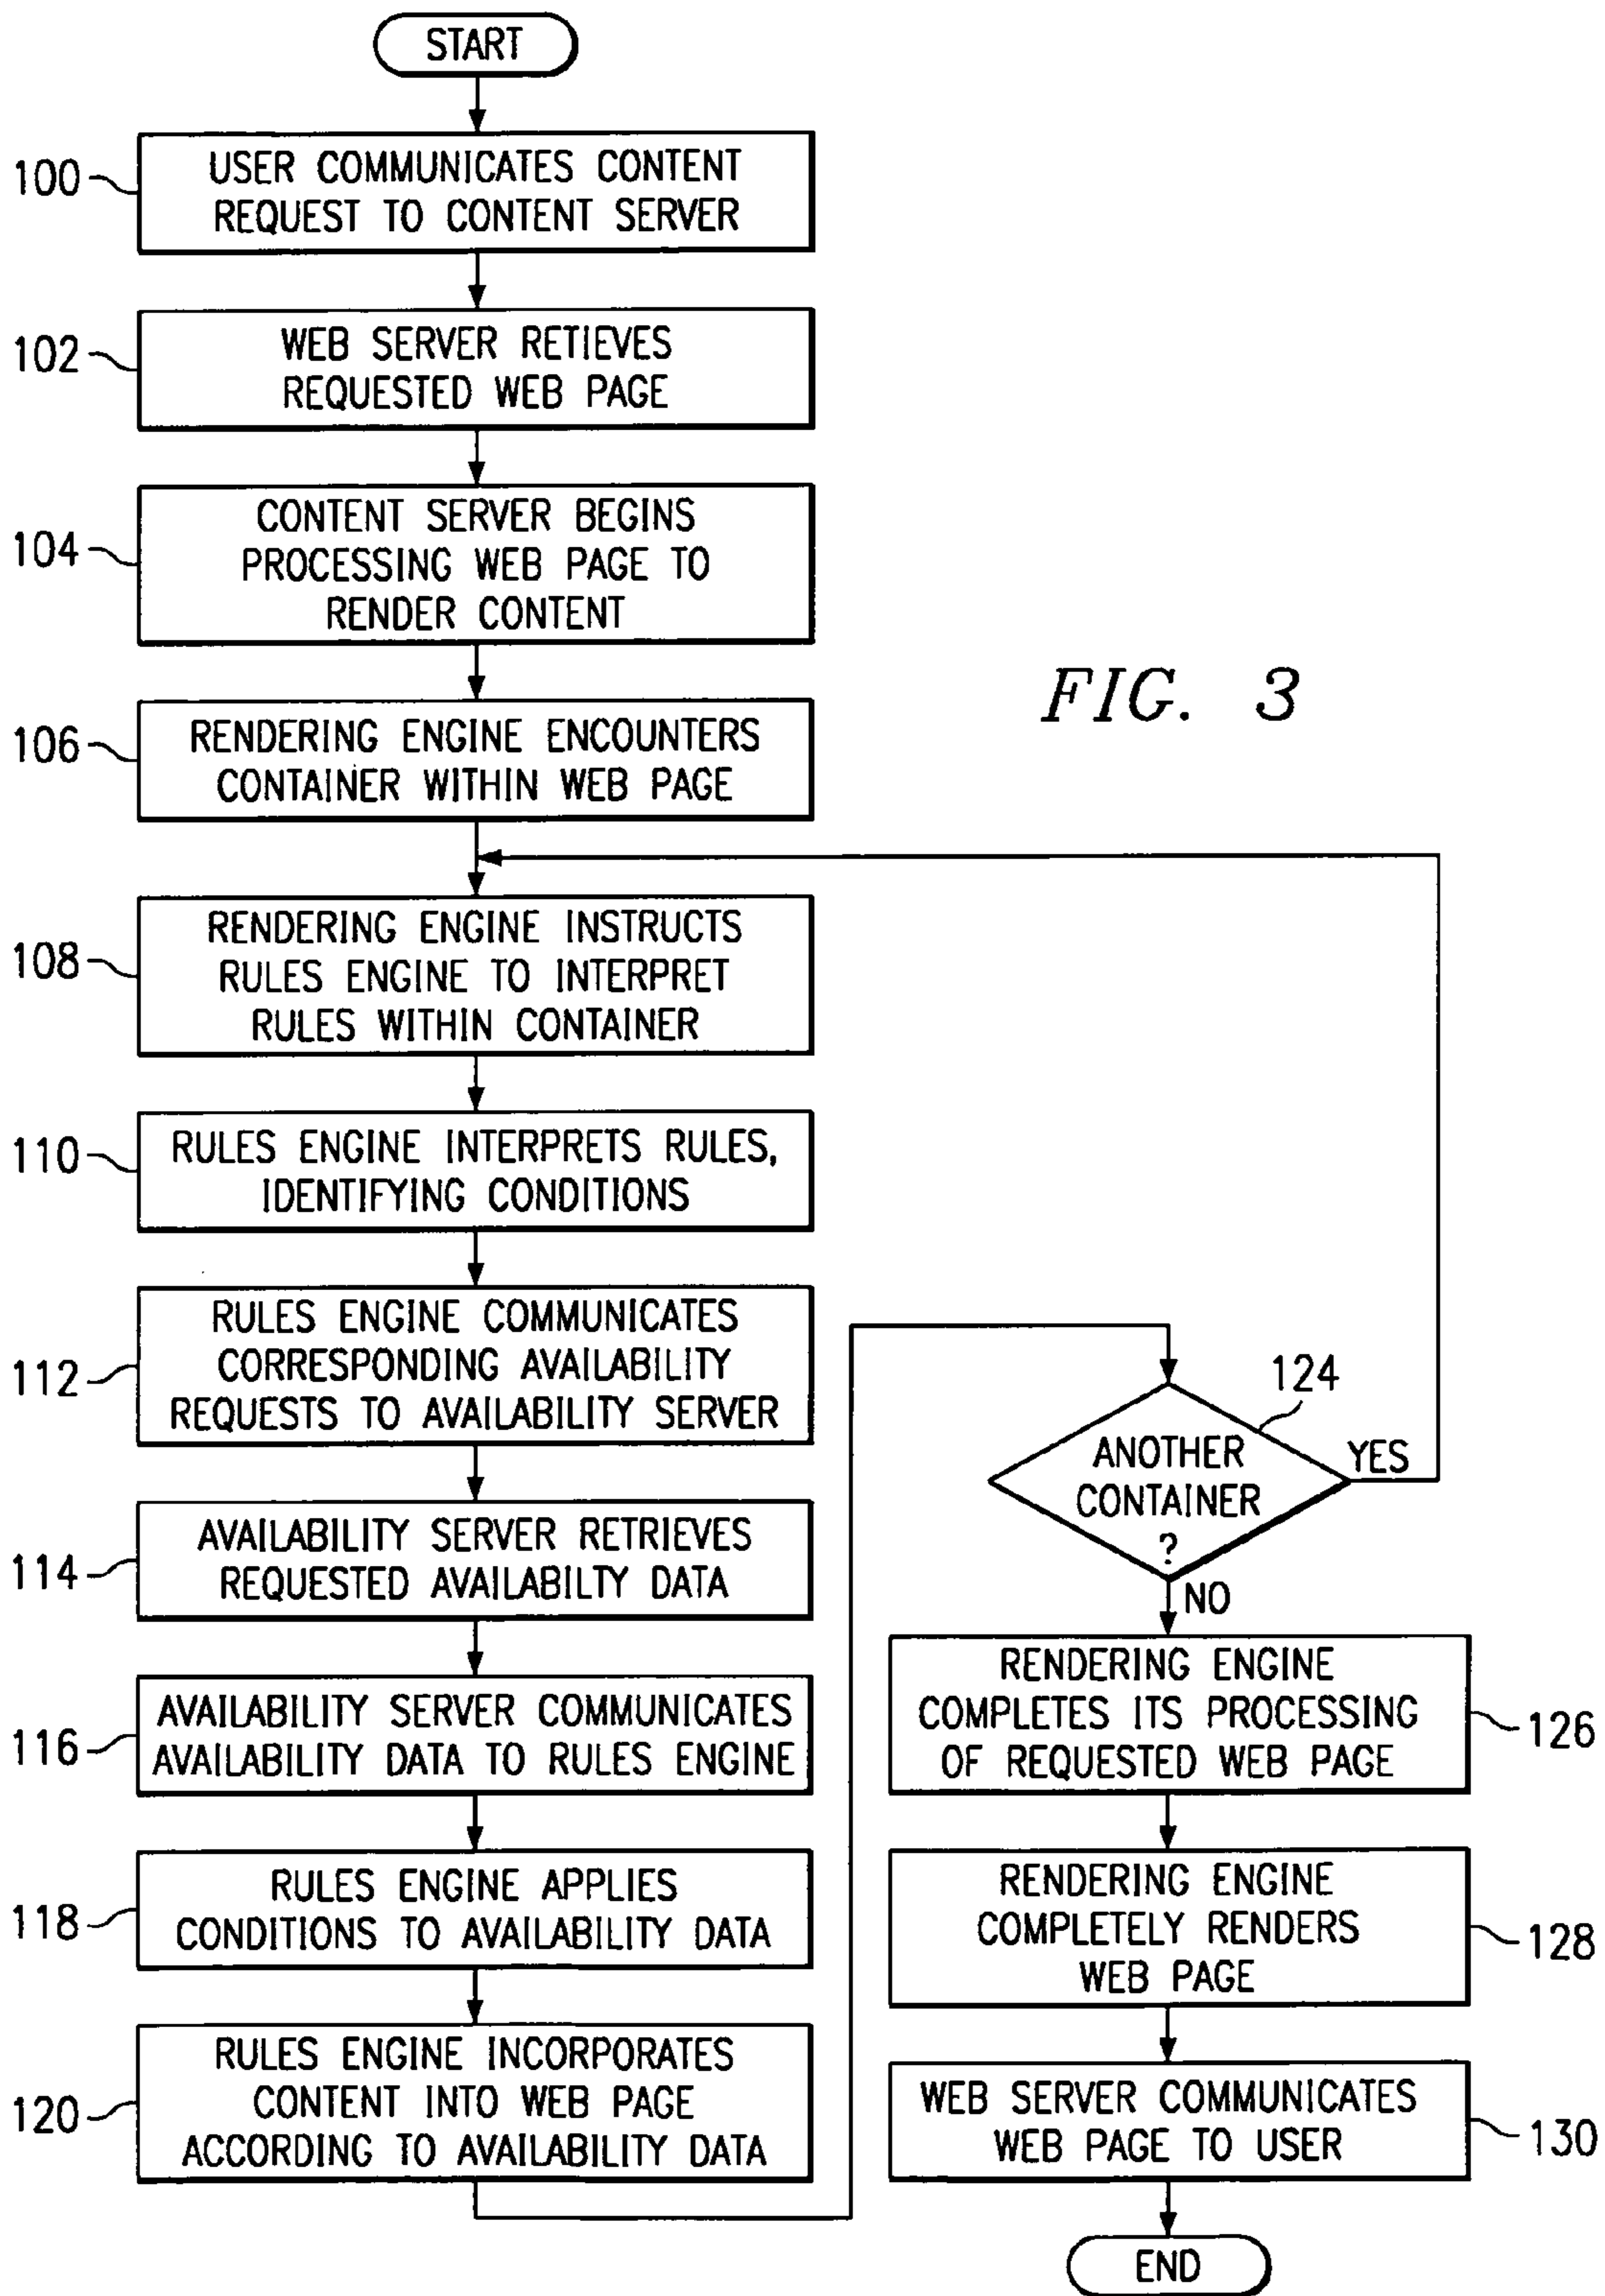 START
100
USER COMMUNICATES CONTENT
REQUEST TO CONTENT SERVER
102
WEB SERVER RETIEVES
REQUESTED WEB PAGE
104
CONTENT SERVER BEGINS
PROCESSING WEB PAGE TO
RENDER CONTENT
FIG. 3
106
RENDERING ENGINE ENCOUNTERS
CONTAINER WITHIN WEB PAGE
108
RENDERING ENGINE INSTRUCTS
RULES ENGINE TO INTERPRET
RULES WITHIN CONTAINER
110
RULES ENGINE INTERPRETS RULES,
IDENTIFYING CONDITIONS
112
RULES ENGINE COMMUNICATES
CORRESPONDING AVAILABILITY
REQUESTS TO AVAILABILITY SERVER
114
AVAILABILITY SERVER RETRIEVES
REQUESTED AVAILABILTY DATA
116
AVAILABILITY SERVER COMMUNICATES
AVAILABILITY DATA TO RULES ENGINE
118
RULES ENGINE APPLIES
CONDITIONS TO AVAILABILITY DATA
120
RULES ENGINE INCORPORATES
CONTENT INTO WEB PAGE
ACCORDING TO AVAILABILITY DATA
124
ANOTHER
CONTAINER
?
YES
NO
RENDERING ENGINE
COMPLETES ITS PROCESSING
OF REQUESTED WEB PAGE
126
RENDERING ENGINE
COMPLETELY RENDERS
WEB PAGE
128
WEB SERVER COMMUNICATES
WEB PAGE TO USER
130
END